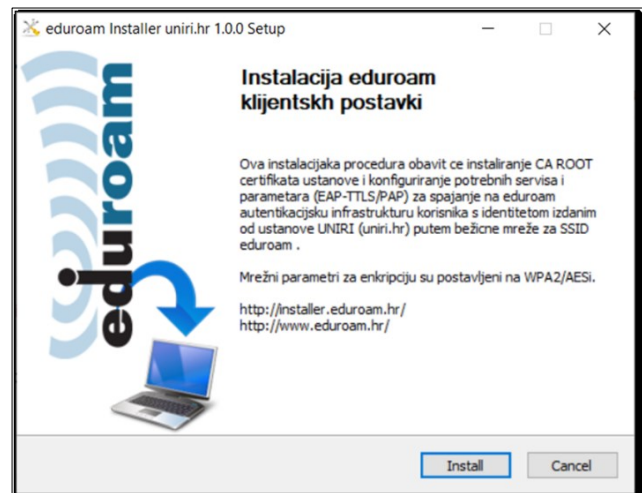 eduroam Installer uniri.hr 1.0.0 Setup
eduroam
Instalacija eduroam
klijentskh postavki
Ova instalacijaka procedura obavit ce instaliranje CA ROOT
certifikata ustanove i konfiguriranje potrebnih servisa i
parametara (EAP-TTLS/PAP) za spajanje na eduroam
autentikacijsku infrastrukturu korisnika s identitetom izdanim
od ustanove UNIRI (uniri.hr) putem bežicne mreže za SSID
eduroam .
Mrežni parametri za enkripciju su postavljeni na WPA2/AESi.
http://installer.eduroam.hr/
http://www.eduroam.hr/
Install
Cancel